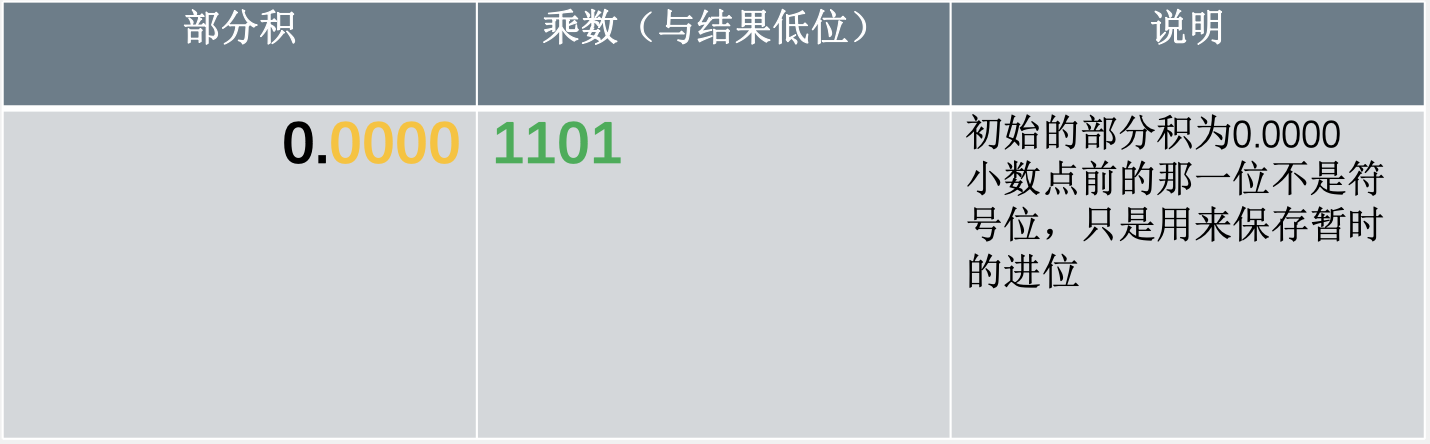 部分积
乘数（与结果低位）
说明
0.0000
1101
初始的部分积为0.0000
小数点前的那一位不是符
号位，只是用来保存暂时
的进位